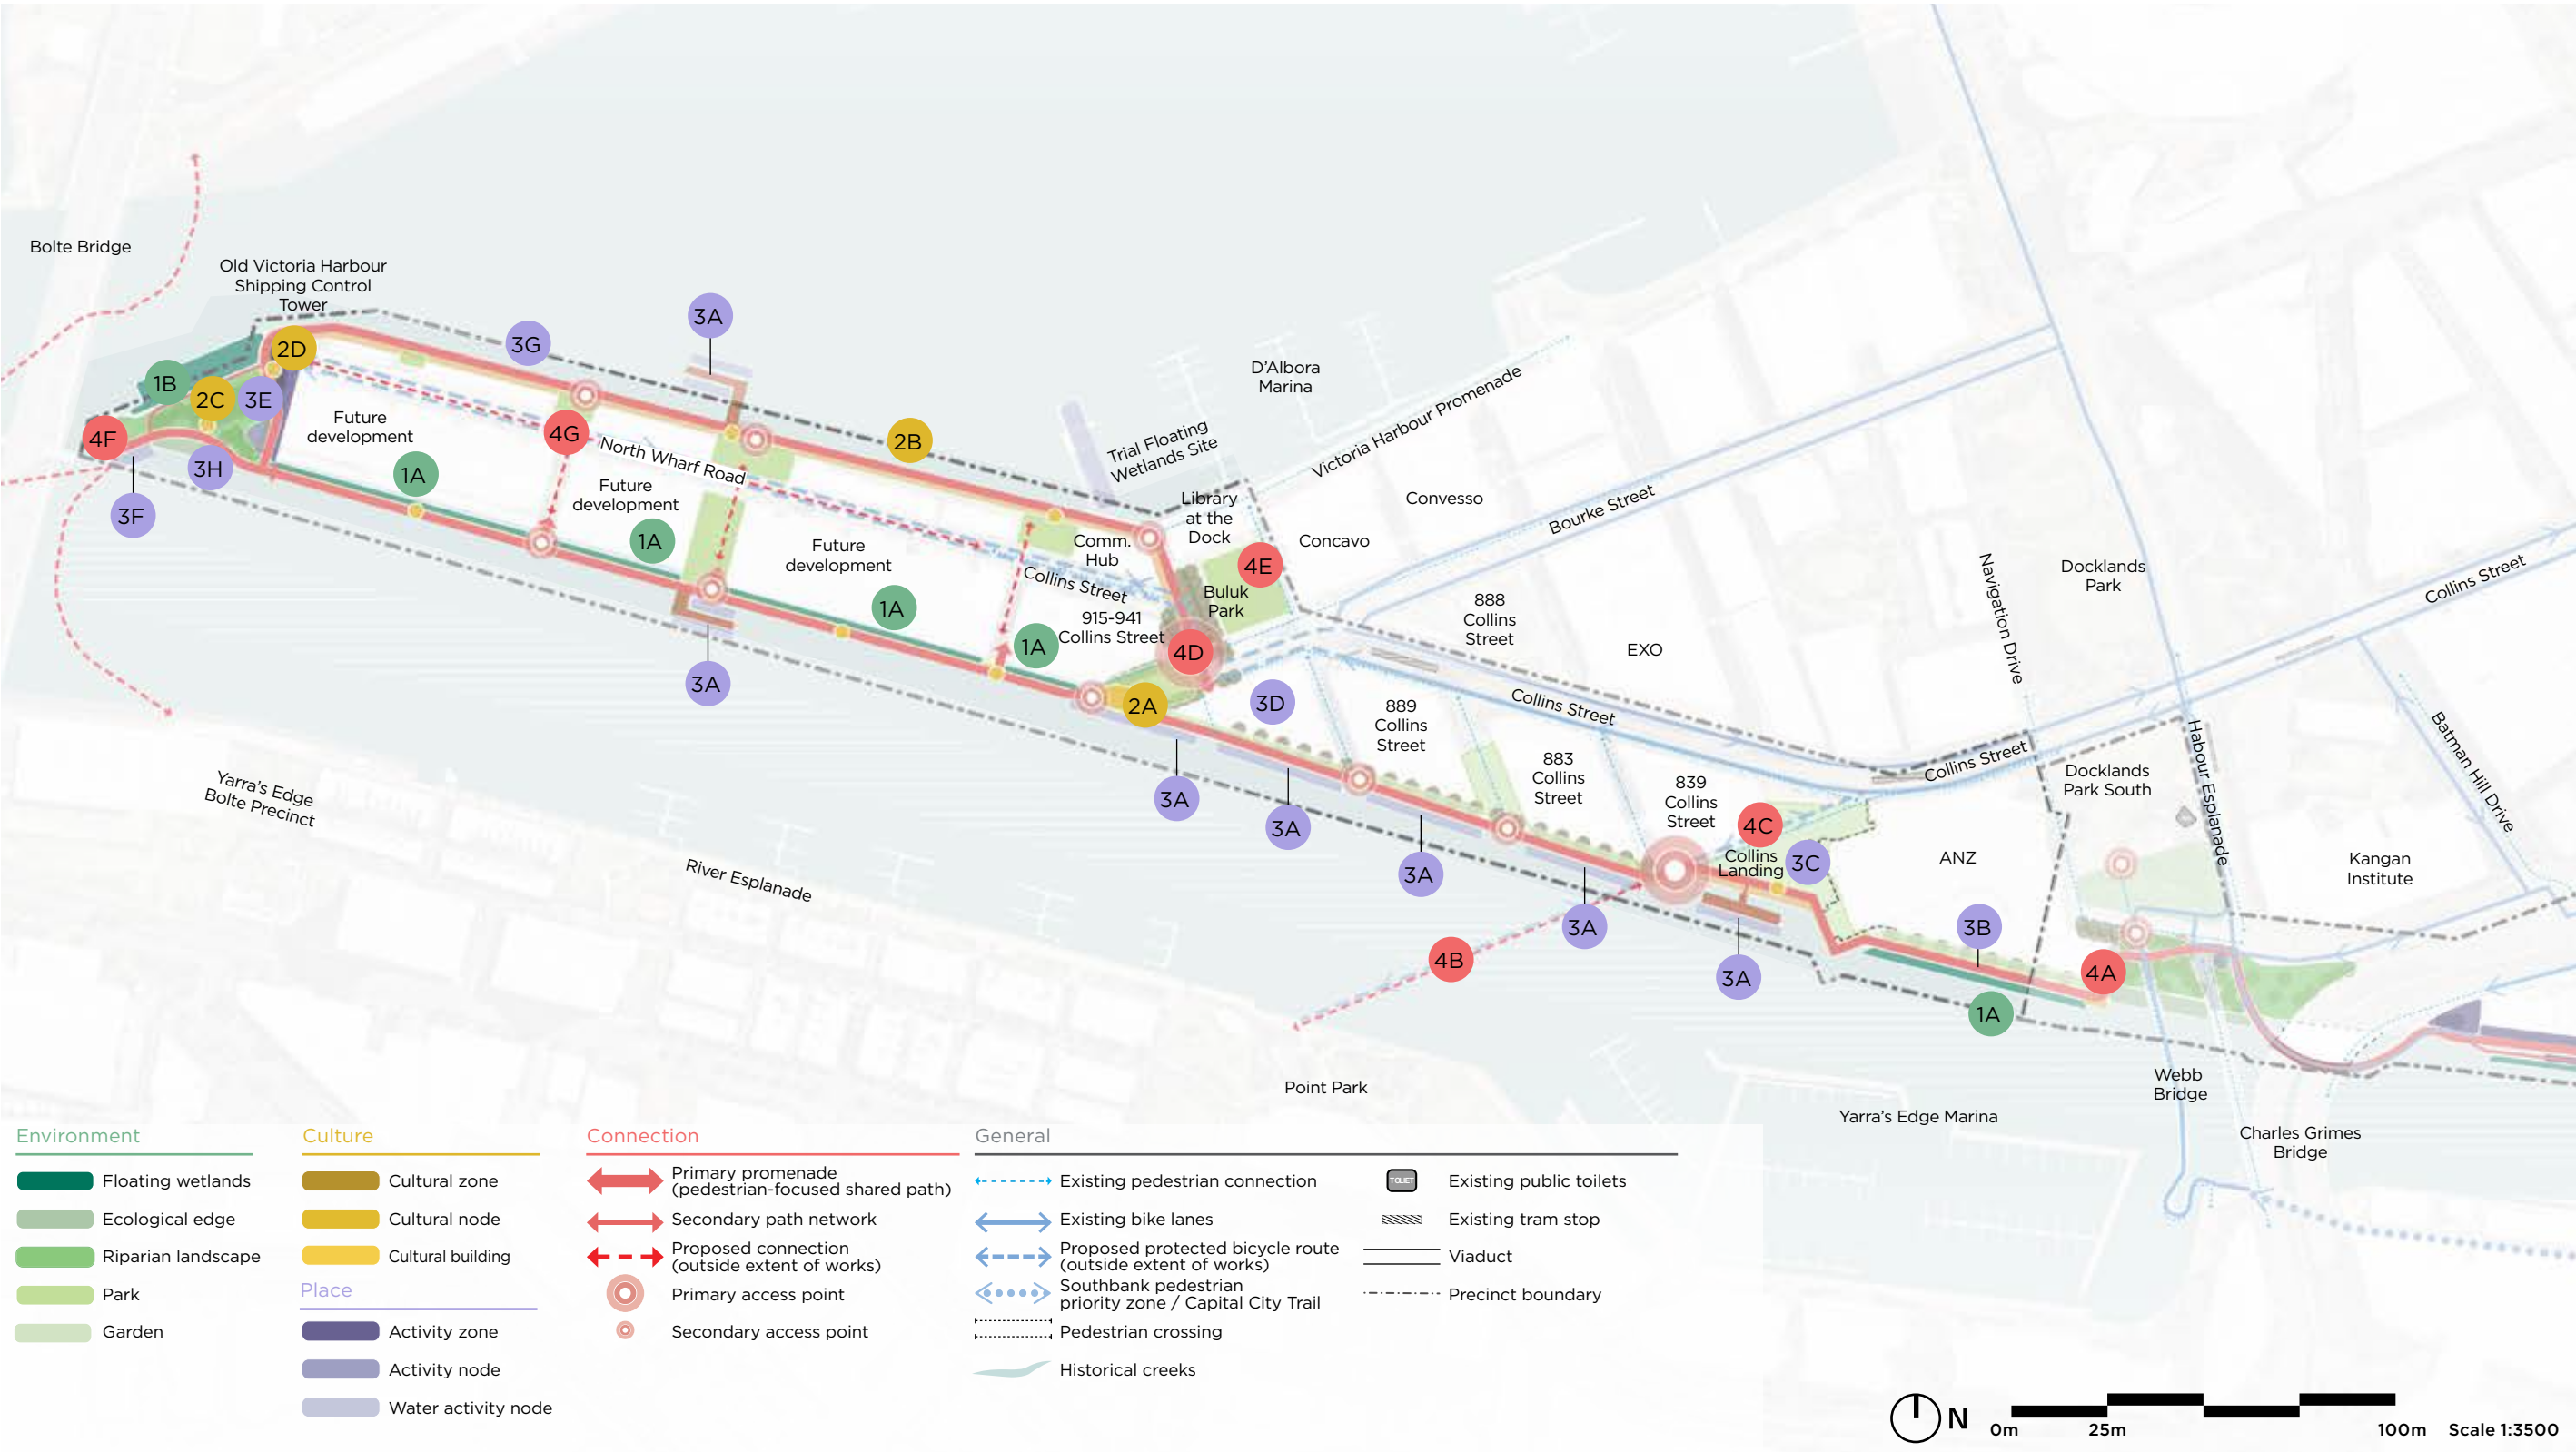 Bolte Bridge
Old Victoria Harbour
Shipping Control
Tower
3A
3G
2D
1B
2C
3E
4F
3H
3F
Future
development
1A
4G
North Wharf Road
2B
Future
development
1A
Future
development
1A
3A
D'Albora
Marina
Trial Floating
Wetlands Site
Victoria Harbour Promenade
Library
at the
Dock
Convesso
Concavo
Bourke Street
Comm.
Hub
Collins Street
4E
Buluk
Park
915-941
Collins Street
1A
4D
2A
3D
888
Collins
Street
EXO
Navigation Drive
Docklands
Park
Collins Street
889
Collins
Street
Collins Street
883
Collins
Street
839
Collins
Street
Collins Street
Docklands
Park South
Habour Esplanade
Batman Hill Drive
4C
Collins
Landing
3C
ANZ
Kangan
Institute
3A
3A
3A
3A
3A
3B
4A
4B
1A
Yarra's Edge
Bolte Precinct
River Esplanade
Point Park
Yarra's Edge Marina
Webb
Bridge
Charles Grimes
Bridge
Environment
Floating wetlands
Ecological edge
Riparian landscape
Park
Garden
Culture
Cultural zone
Cultural node
Cultural building
Place
Activity zone
Activity node
Water activity node
Connection
Primary promenade
(pedestrian-focused shared path)
Secondary path network
Proposed connection
(outside extent of works)
Primary access point
Secondary access point
General
Existing pedestrian connection
Existing bike lanes
Proposed protected bicycle route
(outside extent of works)
Southbank pedestrian
priority zone / Capital City Trail
Pedestrian crossing
Historical creeks
TOLIET
Existing public toilets
Existing tram stop
Viaduct
Precinct boundary
N
0m 25m 100m Scale 1:3500